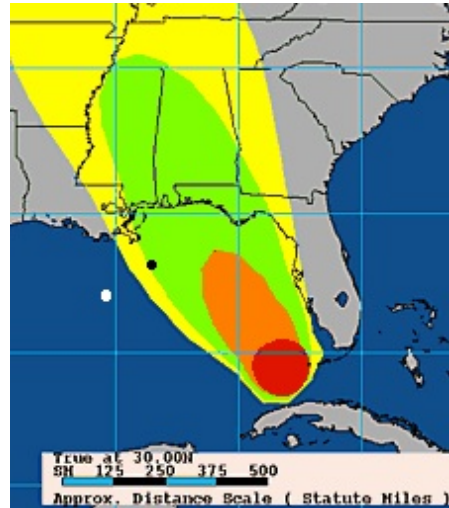 True at 30.00N
SM 125 250 375 500
Approx. Distance Scale ( Statute Miles )